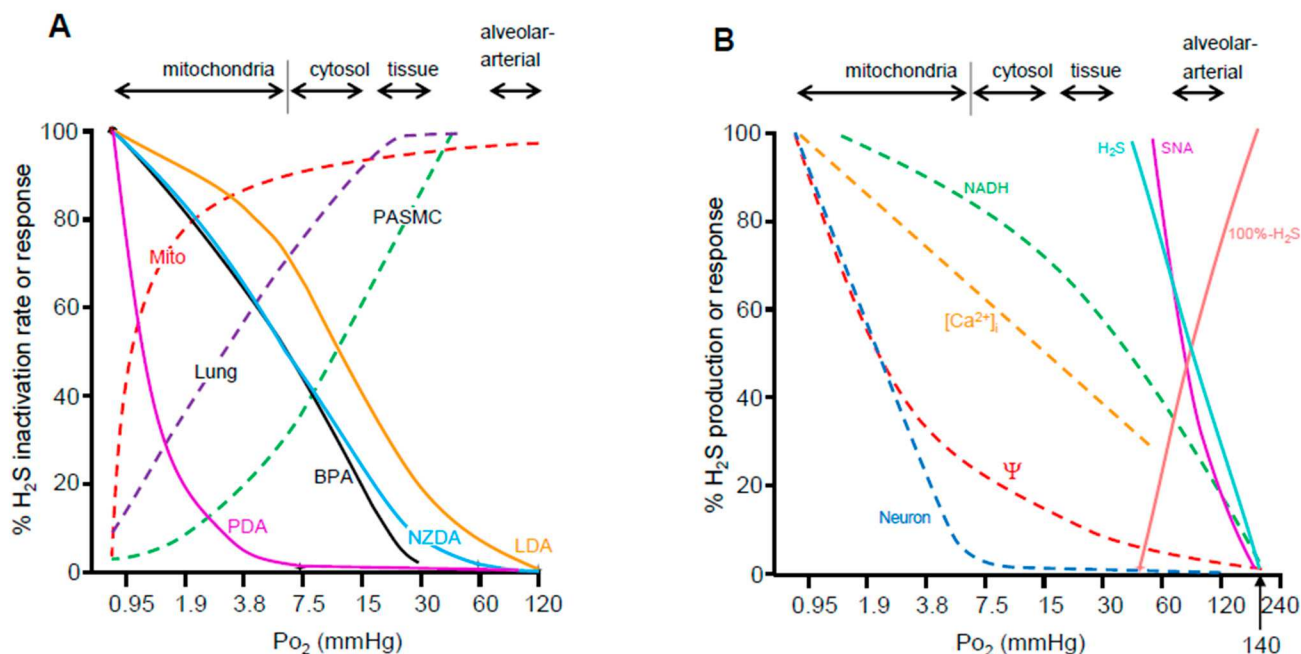 A
alveolar-
arterial
mitochondria
cytosol
tissue
% H₂S inactivation rate or response
100
80
60
40
20
0
Mito
PASMC
Lung
BPA
PDA
NZDA
LDA
0.95 1.9 3.8 7.5 15 30 60 120
Po₂ (mmHg)
B
alveolar-
arterial
mitochondria
cytosol
tissue
% H₂S production or response
100
80
60
40
20
0
H₂S
SNA
NADH
100%-H₂S
[Ca²⁺]ᵢ
Ψ
Neuron
0.95 1.9 3.8 7.5 15 30 60 120 240
Po₂ (mmHg)
140